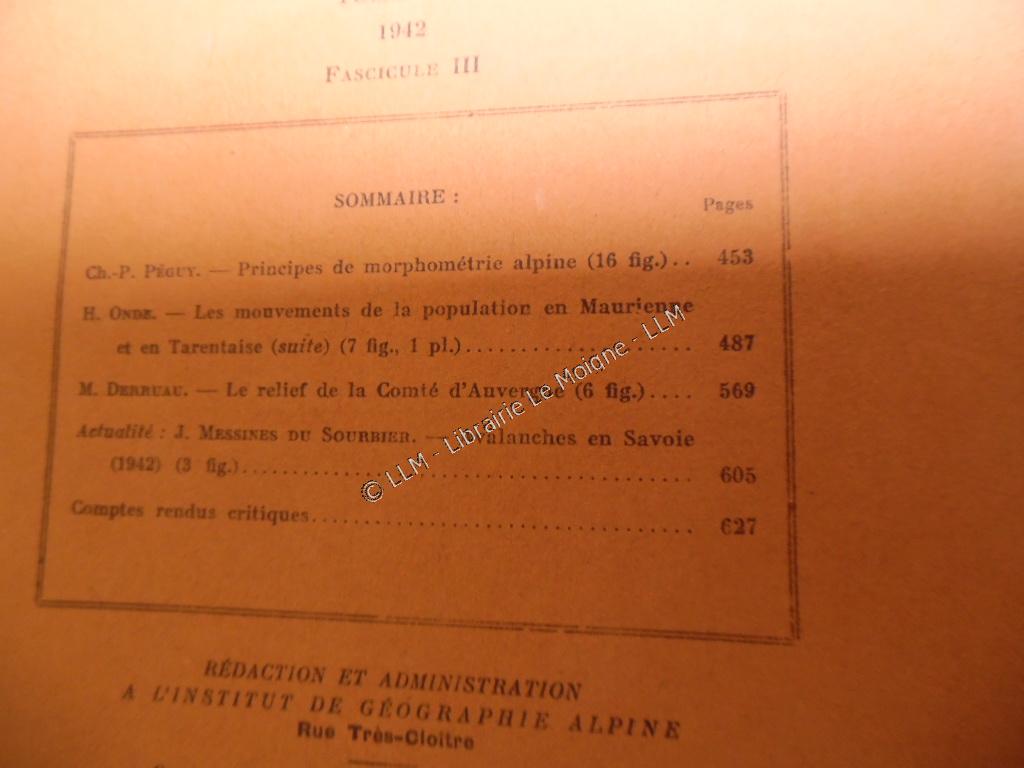 1942
FASCICULE III
SOMMAIRE :
Pages
Ch.-P. PÉGUY. — Principes de morphométrie alpine (16 fig.).. 453
H. ONDE. — Les mouvements de la population en Maurienne
et en Tarentaise (suite) (7 fig., 1 pl.)..................... 487
M. DERRUAU. — Le relief de la Comté d'Auvergne (6 fig.).... 569
Actualité : J. MESSINES DU SOURBIER. — Avalanches en Savoie
(1942) (3 fig.)......................................... 605
Comptes rendus critiques................................... 627
© LLM - Librairie Le Moigne - LLM
RÉDACTION ET ADMINISTRATION
A L'INSTITUT DE GÉOGRAPHIE ALPINE
Rue Très-Cloître